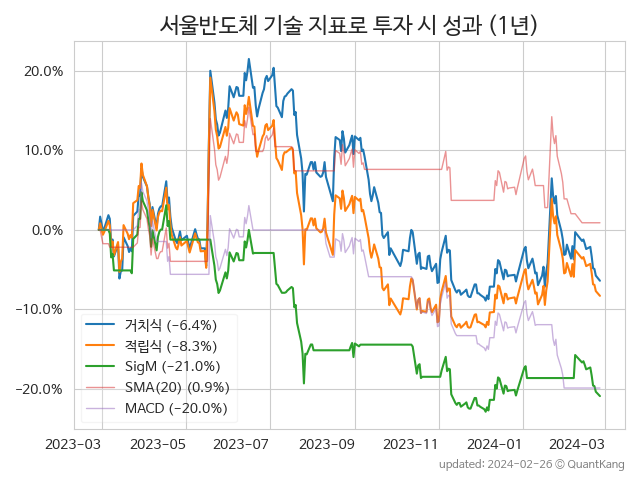 서울반도체 기술 지표로 투자 시 성과 (1년)
20.0%
10.0%
0.0%
−10.0%
−20.0%
거치식 (−6.4%)
적립식 (−8.3%)
SigM (−21.0%)
SMA(20) (0.9%)
MACD (−20.0%)
2023−03
2023−05
2023−07
2023−09
2023−11
2024−01
2024−03
updated: 2024−02−26 ⓒ QuantKang